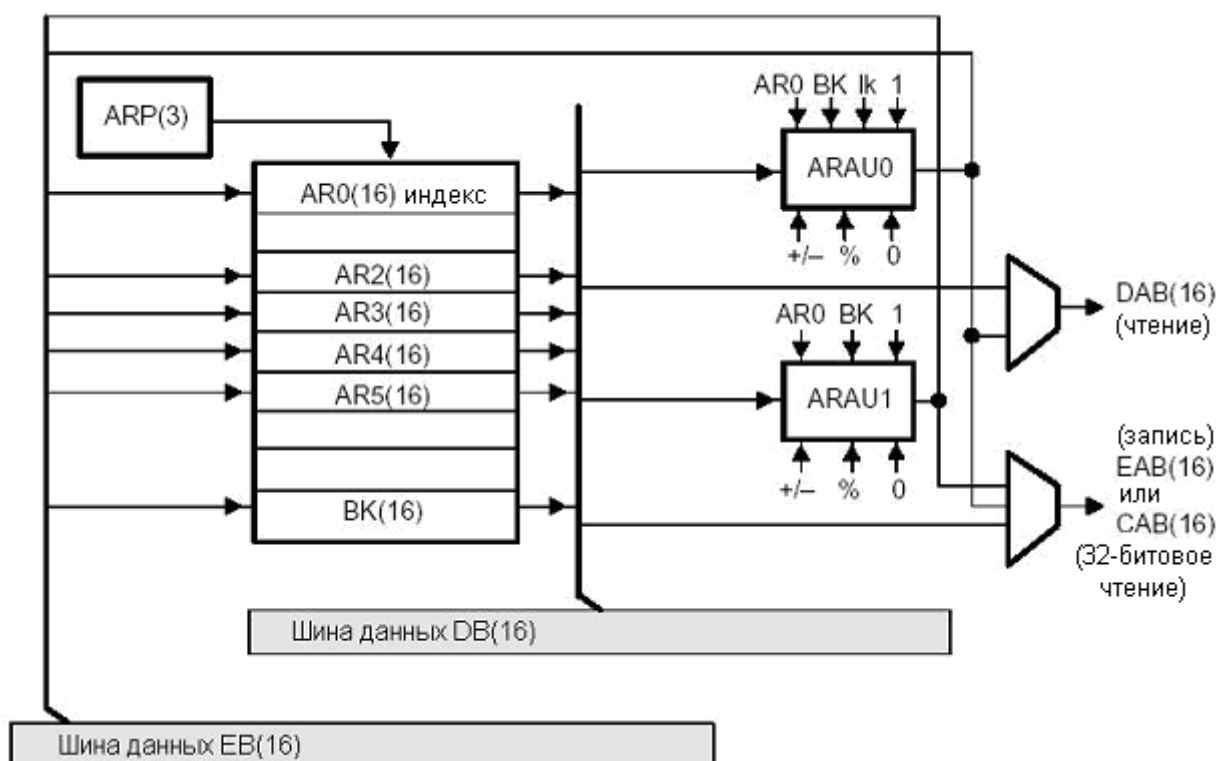 ARP(3)
AR0(16) индекс
AR2(16)
AR3(16)
AR4(16)
AR5(16)
BK(16)
AR0 BK lk 1
ARAU0
+/– % 0
AR0 BK 1
ARAU1
+/– % 0
DAB(16)
(чтение)
(запись)
EAB(16)
или
CAB(16)
(32-битовое
чтение)
Шина данных DB(16)
Шина данных EB(16)